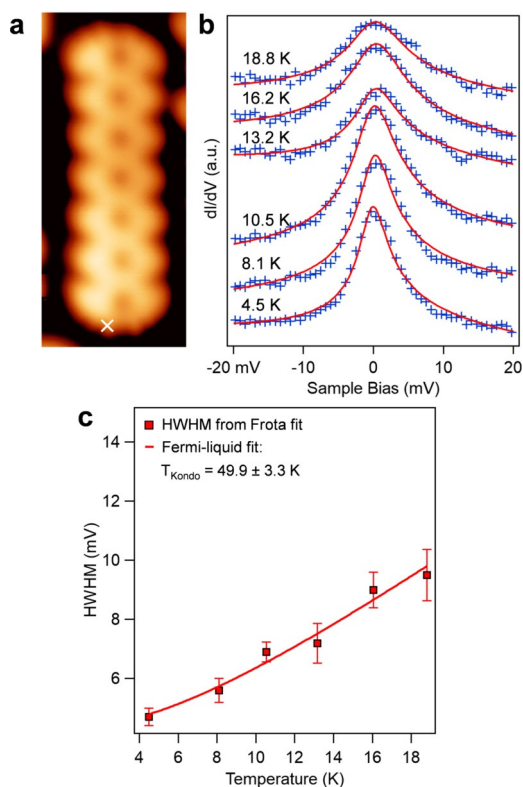 a
b
18.8 K
16.2 K
13.2 K
10.5 K
8.1 K
4.5 K
dI/dV (a.u.)
-20 mV
-10
0
10
20
Sample Bias (mV)
c
HWHM from Frota fit
Fermi-liquid fit:
T_Kondo = 49.9 ± 3.3 K
14
12
10
8
6
HWHM (mV)
4 6 8 10 12 14 16 18
Temperature (K)